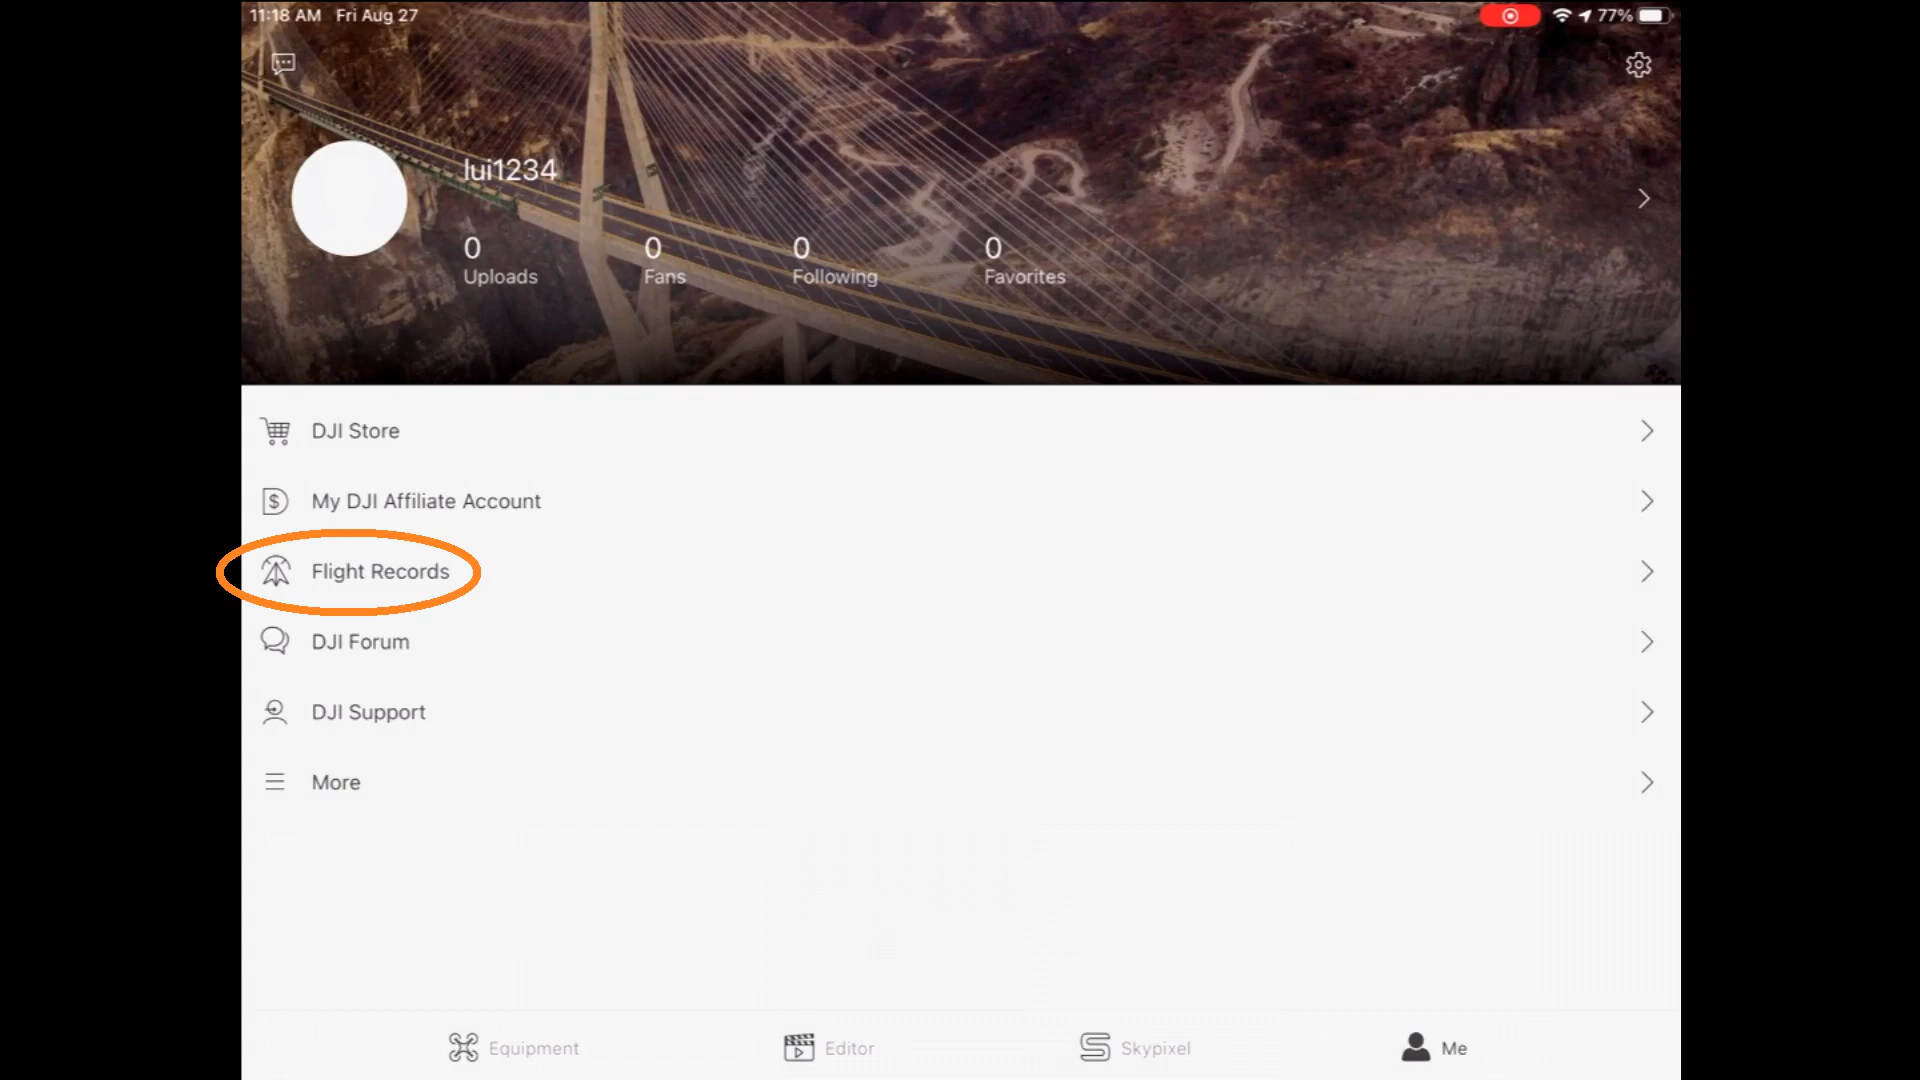 11:18 AM Fri Aug 27 77%
lui1234
0 0 0 0
Uploads Fans Following Favorites
DJI Store
My DJI Affiliate Account
Flight Records
DJI Forum
DJI Support
More
Equipment Editor Skypixel Me